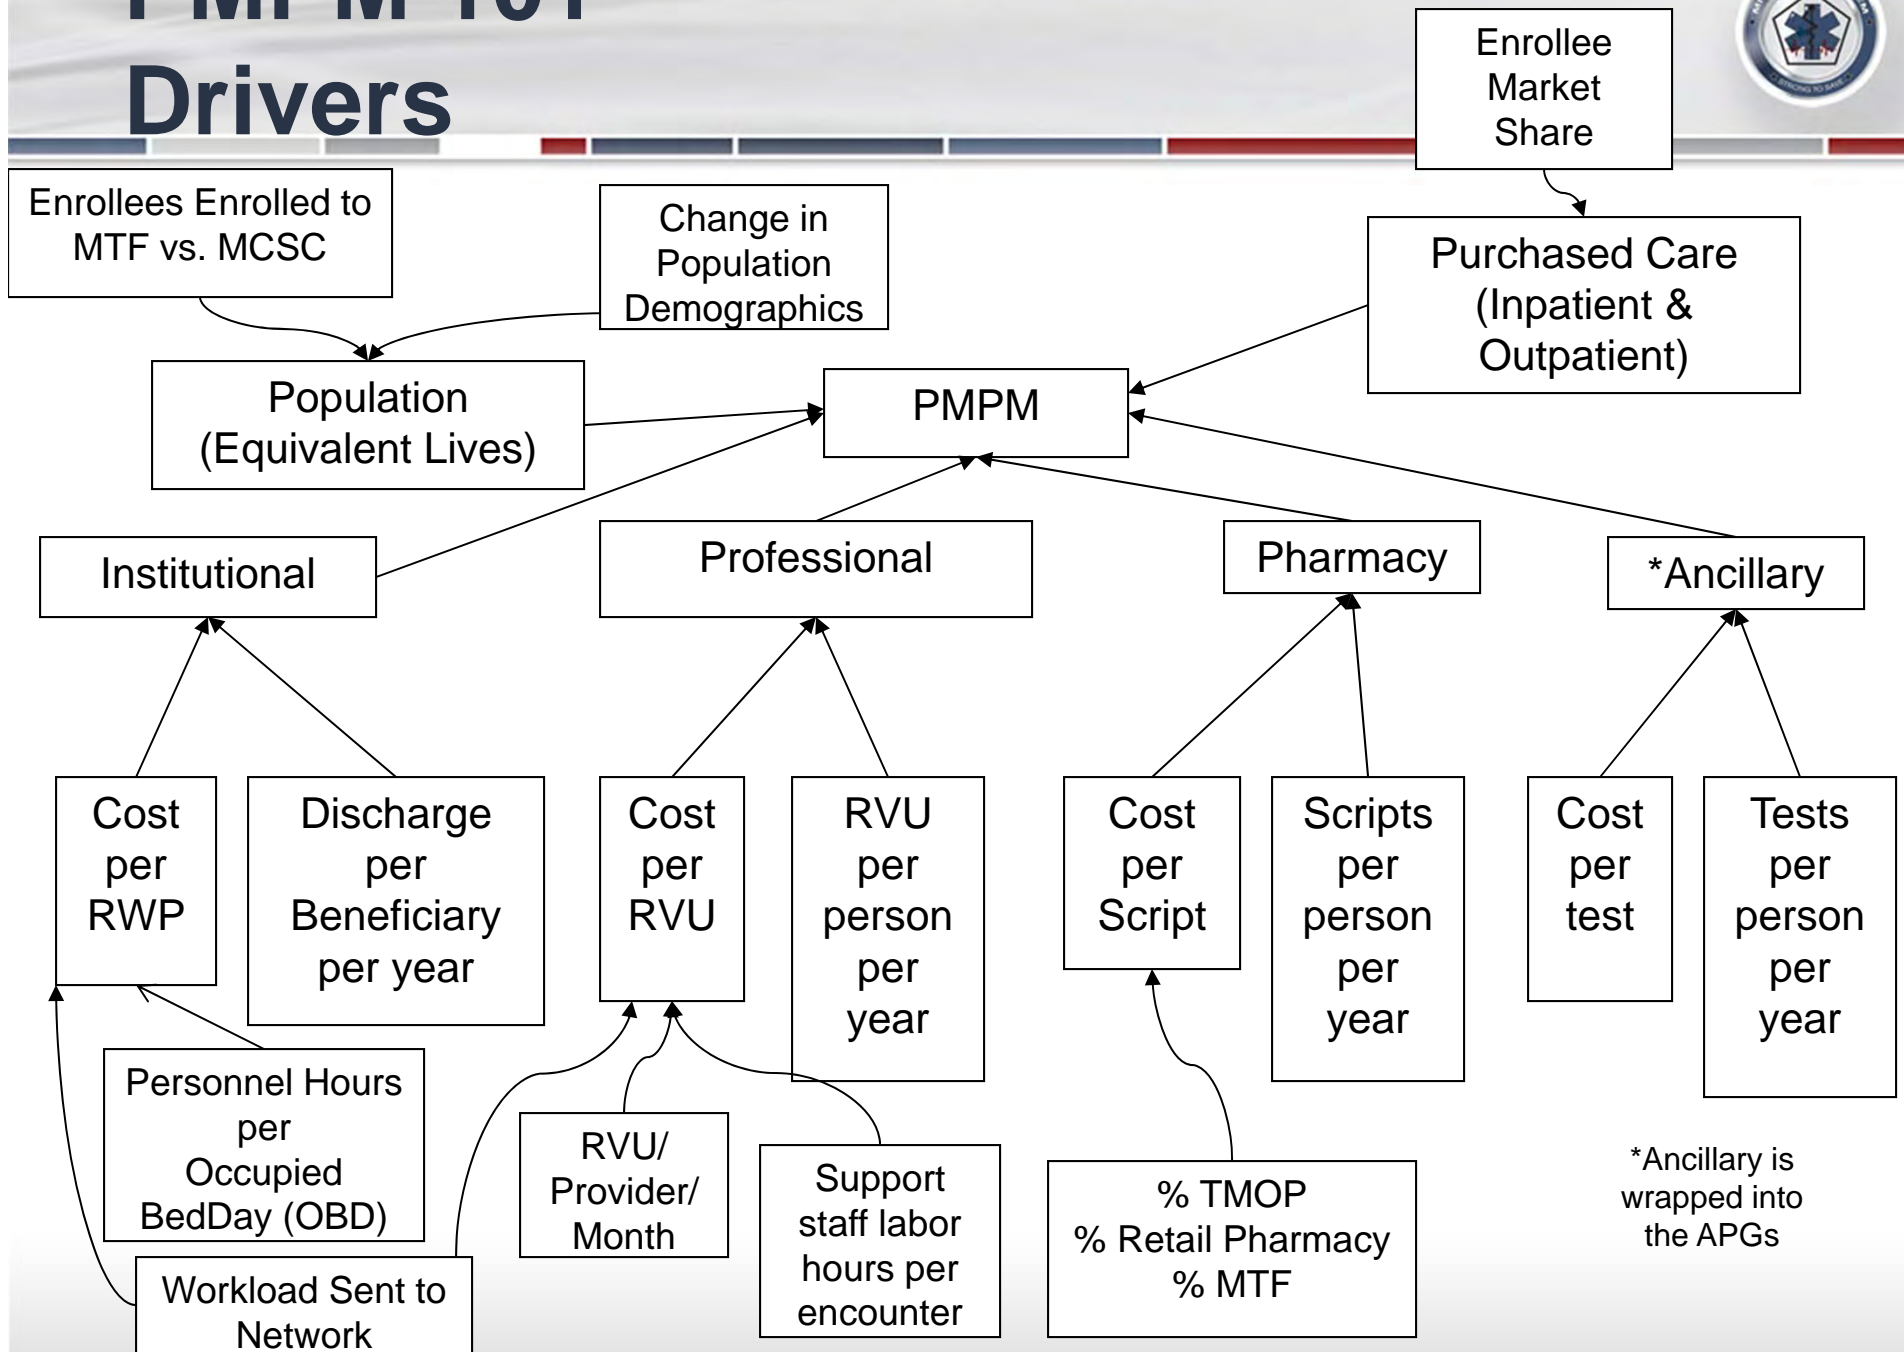 PMPM 101
Drivers
Enrollee
Market
Share
Enrollees Enrolled to
MTF vs. MCSC
Change in
Population
Demographics
Purchased Care
(Inpatient &
Outpatient)
Population
(Equivalent Lives)
PMPM
Institutional
Professional
Pharmacy
*Ancillary
Cost
per
RWP
Discharge
per
Beneficiary
per year
Cost
per
RVU
RVU
per
person
per
year
Cost
per
Script
Scripts
per
person
per
year
Cost
per
test
Tests
per
person
per
year
Personnel Hours
per
Occupied
BedDay (OBD)
RVU/
Provider/
Month
Support
staff labor
hours per
encounter
% TMOP
% Retail Pharmacy
% MTF
*Ancillary is
wrapped into
the APGs
Workload Sent to
Network